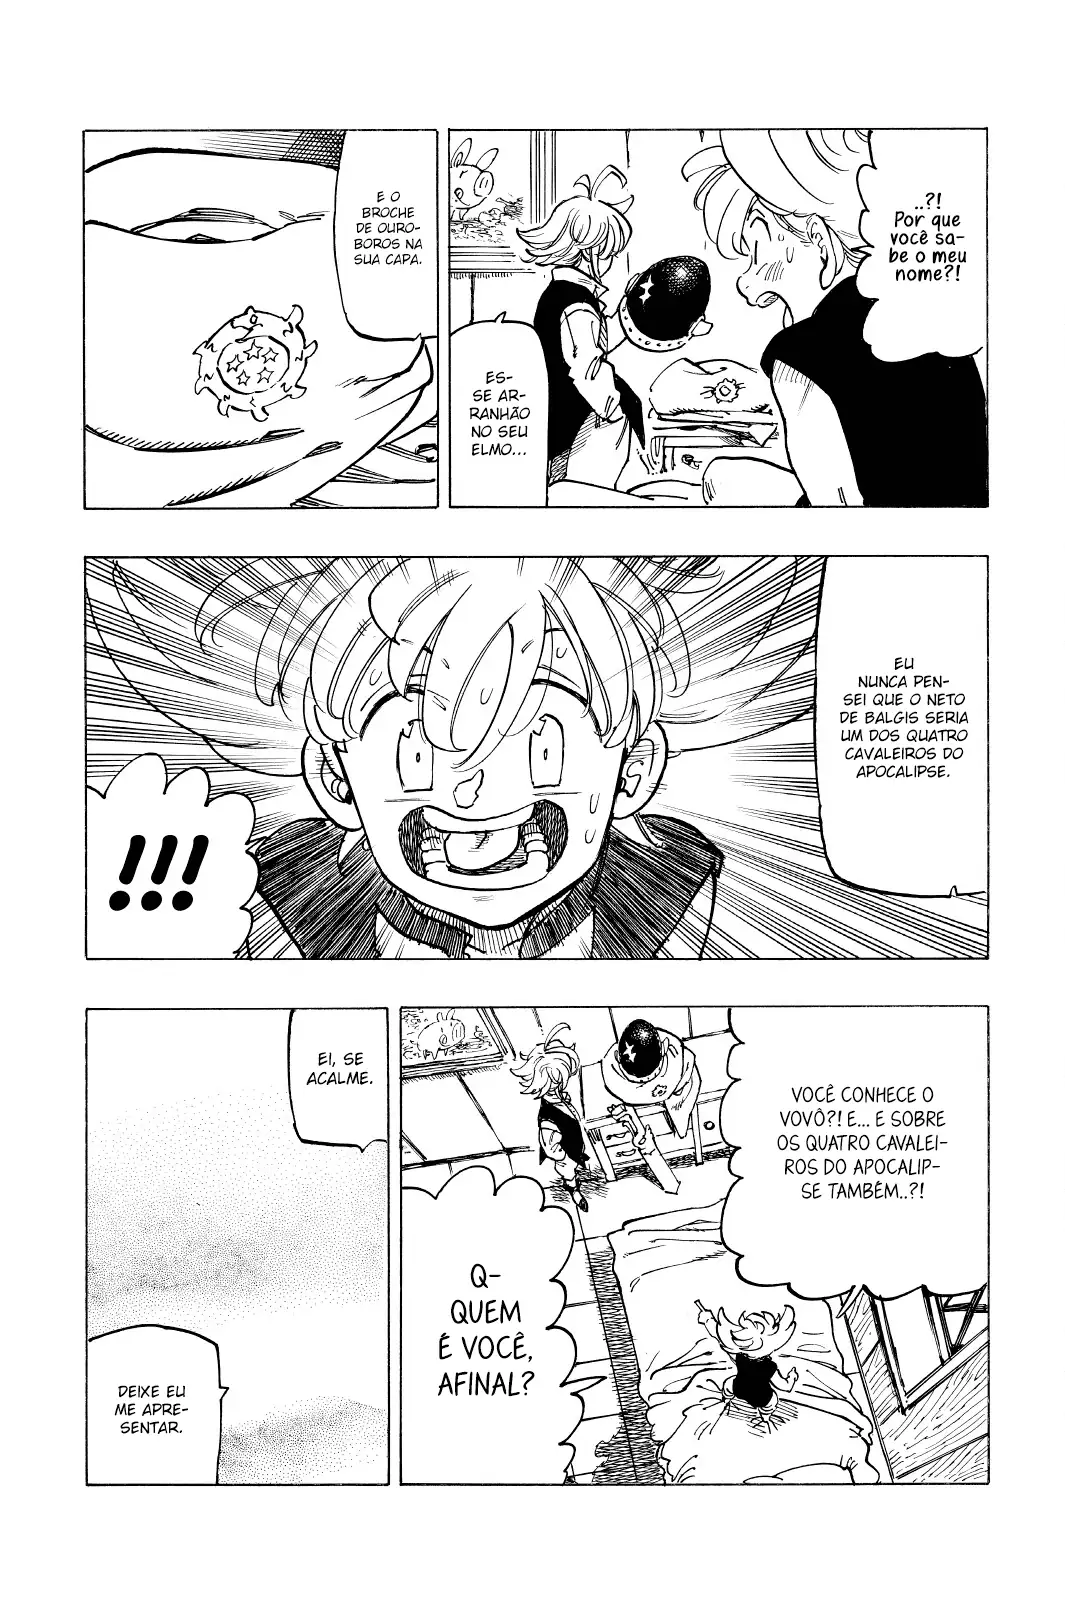 ..?!
Por que
você sa-
be o meu
nome?!
ES-
SE AR-
RANHÃO
NO SEU
ELMO...
E O
BROCHE
DE OURO-
BOROS NA
SUA CAPA.
EU
NUNCA PEN-
SEI QUE O NETO
DE BALGIS SERIA
UM DOS QUATRO
CAVALEIROS DO
APOCALIPSE.
!!!
VOCÊ CONHECE O
VOVÔ?! E... E SOBRE
OS QUATRO CAVALEI-
ROS DO APOCALIP-
SE TAMBÉM..?!
Q-
QUEM
É VOCÊ,
AFINAL?
EI, SE
ACALME.
DEIXE EU
ME APRE-
SENTAR.